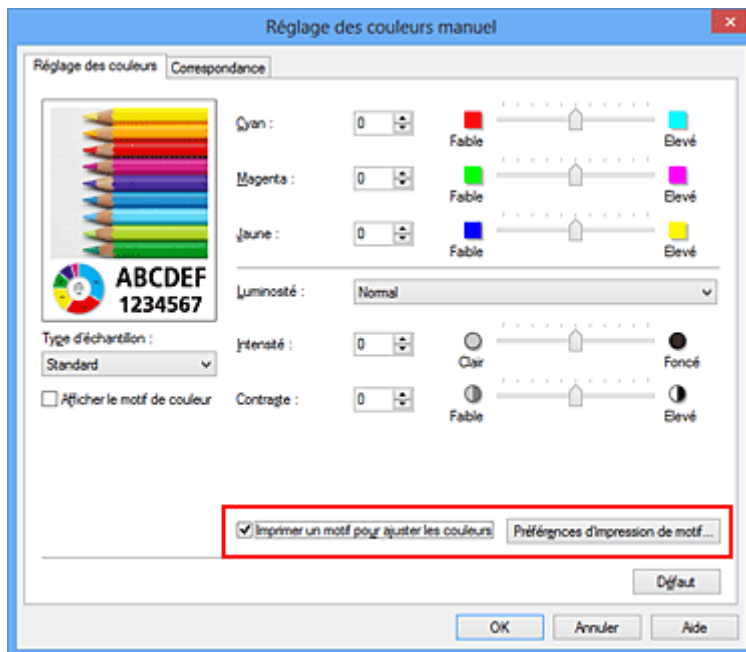 Réglage des couleurs manuel
Réglage des couleurs Correspondance
ABCDEF
1234567
Type d'échantillon :
Standard
Afficher le motif de couleur
Cyan : 0 Faible Elevé
Magenta : 0 Faible Elevé
Jaune : 0 Faible Elevé
Luminosité : Normal
Intensité : 0 Clair Foncé
Contraste : 0 Faible Elevé
Imprimer un motif pour ajuster les couleurs Préférences d'impression de motif...
Défaut
OK Annuler Aide